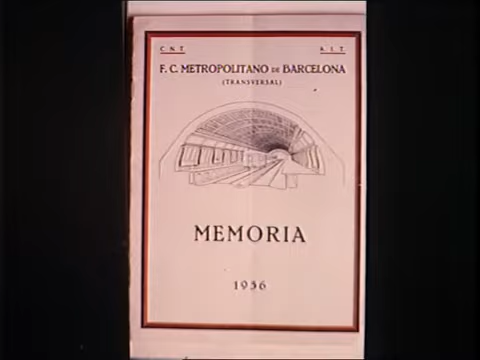 C. N. T. A. I. T.
F. C. METROPOLITANO DE BARCELONA
(TRANSVERSAL)
MEMORIA
1936